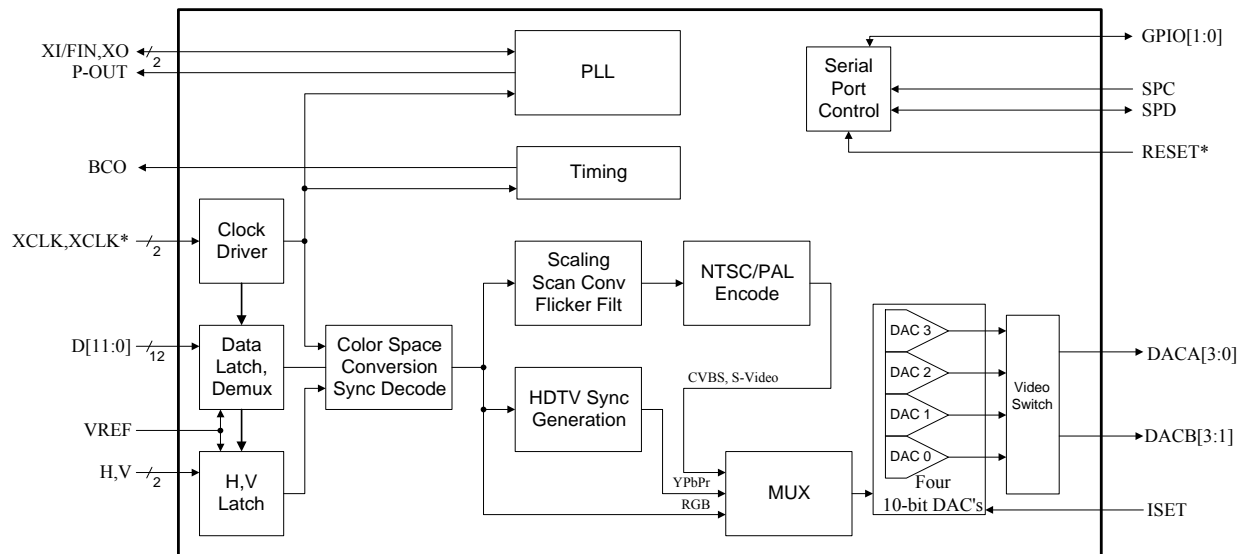 XI/FIN,XO
2
P-OUT
PLL
Serial
Port
Control
GPIO[1:0]
SPC
SPD
RESET*
BCO
Timing
XCLK,XCLK*
2
Clock
Driver
Scaling
Scan Conv
Flicker Filt
NTSC/PAL
Encode
D[11:0]
12
Data
Latch,
Demux
Color Space
Conversion
Sync Decode
CVBS, S-Video
HDTV Sync
Generation
DAC 3
DAC 2
DAC 1
DAC 0
Four
10-bit DAC's
Video
Switch
DACA[3:0]
DACB[3:1]
VREF
H,V
2
H,V
Latch
YPbPr
RGB
MUX
ISET